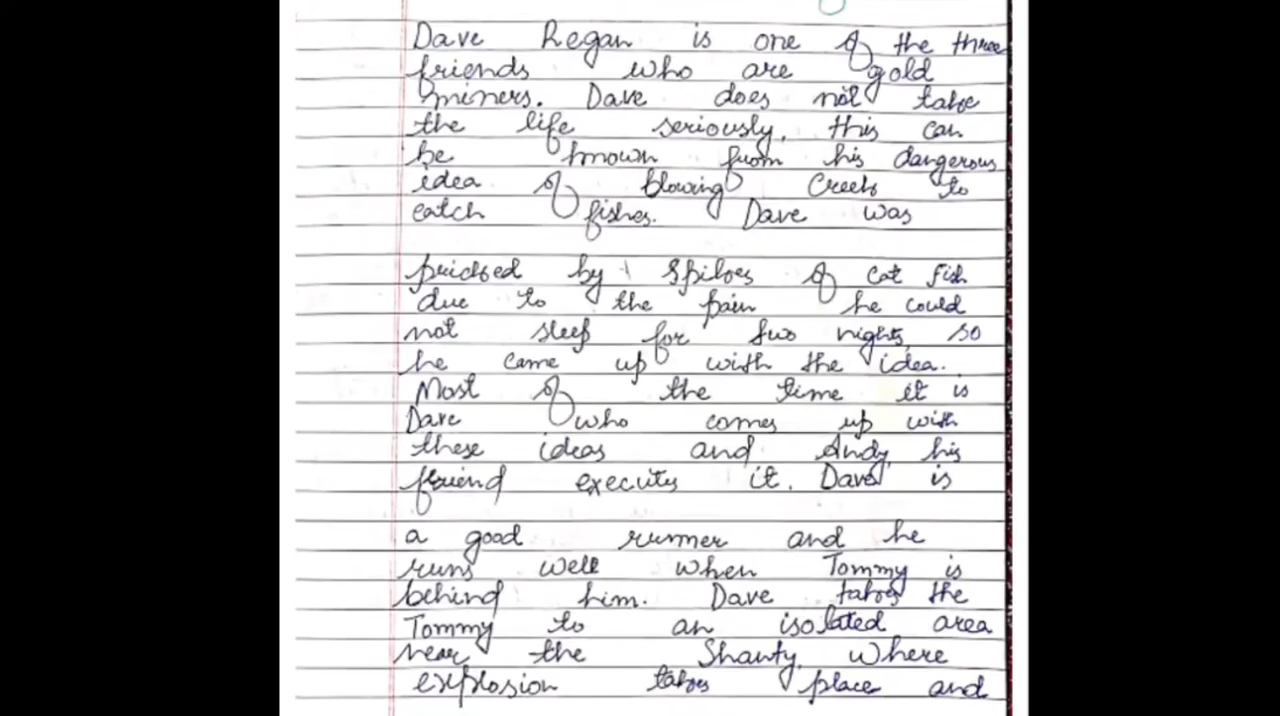 Dave Regan is one of the three
friends who are gold
miners. Dave does not take
the life seriously, this can
be known from his dangerous
idea of blowing Creek to
catch fishes. Dave was
pricked by spikes of cat fish
due to the pain he could
not sleep for two nights, so
he came up with the idea.
Most of the time it is
Dave who comes up with
these ideas and Andy, his
friend executes it. Dave is
a good runner and he
runs well when Tommy is
behind him. Dave takes the
Tommy to an isolated area
near the Shanty, where
explosion takes place and